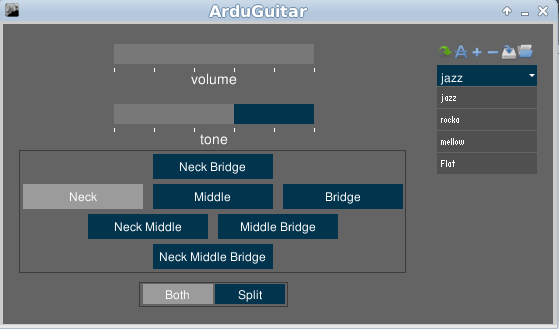 ArduGuitar
volume
jazz
jazz
rocka
mellow
Flat
tone
Neck Bridge
Neck
Middle
Bridge
Neck Middle
Middle Bridge
Neck Middle Bridge
Both
Split